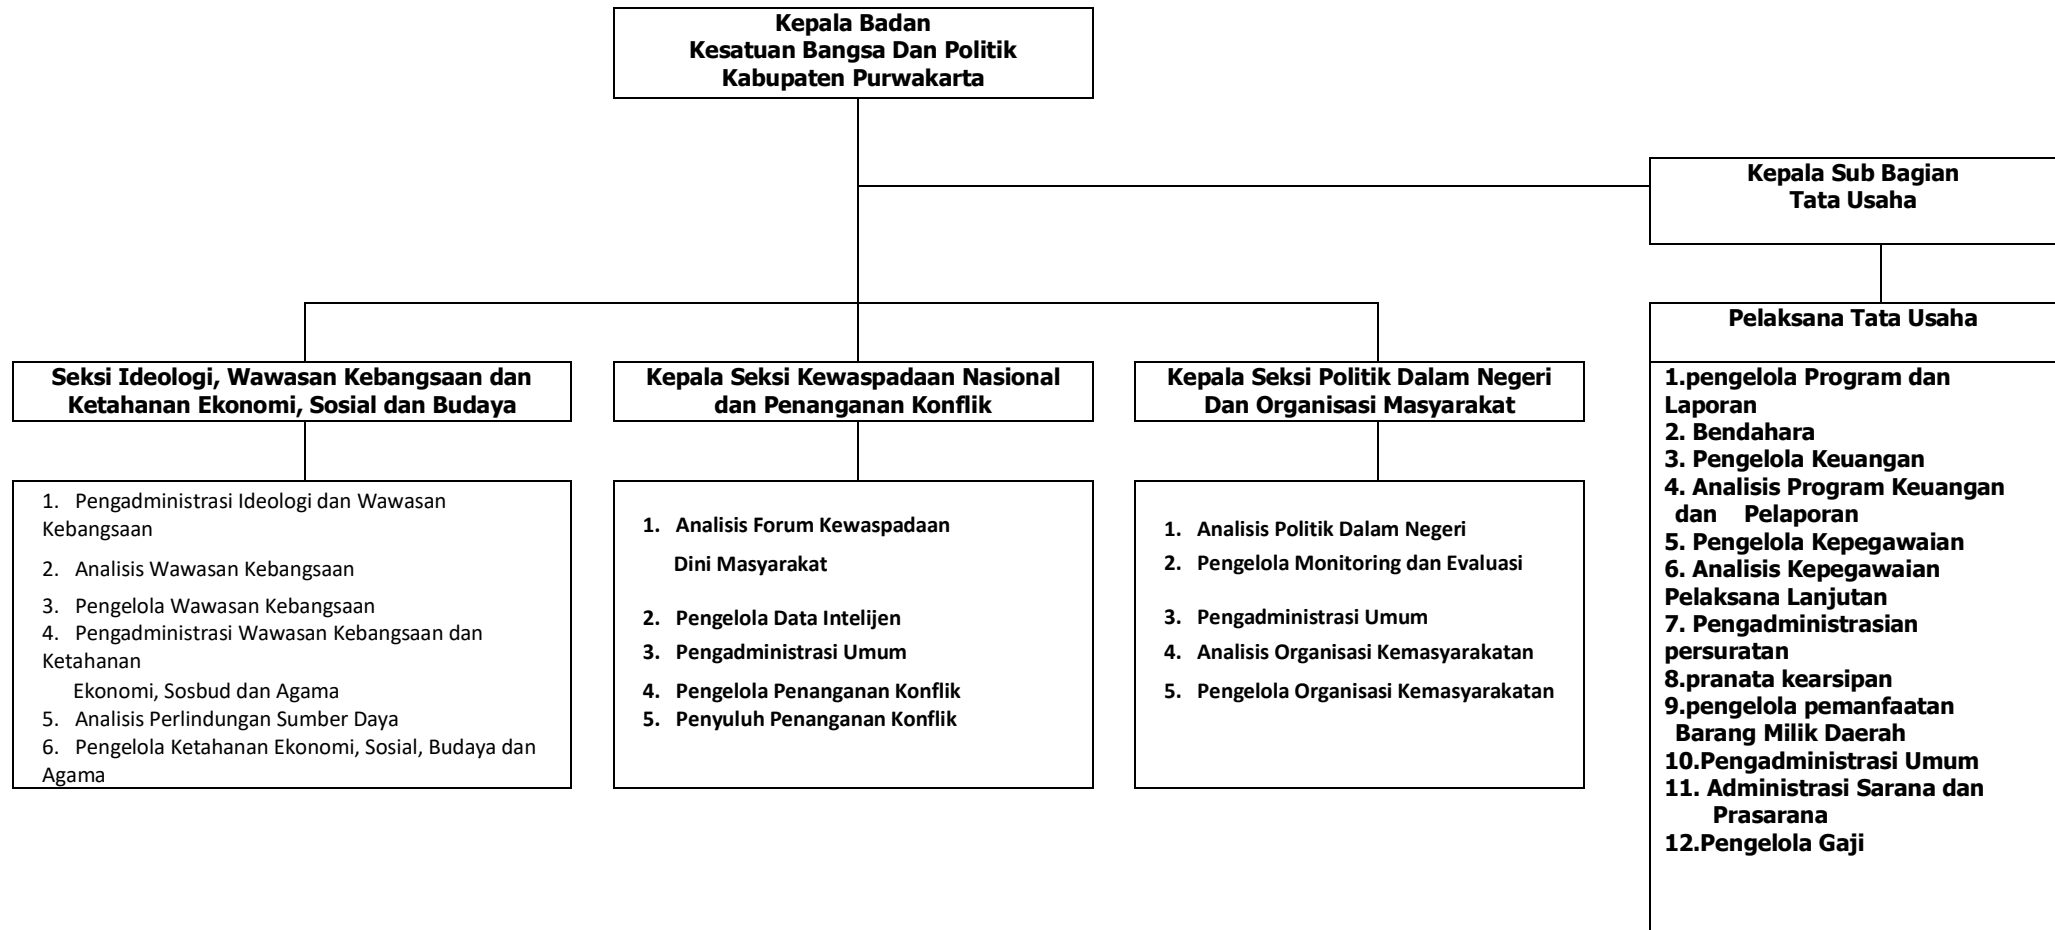 Kepala Badan
Kesatuan Bangsa Dan Politik
Kabupaten Purwakarta
Kepala Sub Bagian
Tata Usaha
Seksi Ideologi, Wawasan Kebangsaan dan
Ketahanan Ekonomi, Sosial dan Budaya
1. Pengadministrasi Ideologi dan Wawasan
Kebangsaan
2. Analisis Wawasan Kebangsaan
3. Pengelola Wawasan Kebangsaan
4. Pengadministrasi Wawasan Kebangsaan dan
Ketahanan
Ekonomi, Sosbud dan Agama
5. Analisis Perlindungan Sumber Daya
6. Pengelola Ketahanan Ekonomi, Sosial, Budaya dan
Agama
Kepala Seksi Kewaspadaan Nasional
dan Penanganan Konflik
1. Analisis Forum Kewaspadaan
Dini Masyarakat
2. Pengelola Data Intelijen
3. Pengadministrasi Umum
4. Pengelola Penanganan Konflik
5. Penyuluh Penanganan Konflik
Kepala Seksi Politik Dalam Negeri
Dan Organisasi Masyarakat
1. Analisis Politik Dalam Negeri
2. Pengelola Monitoring dan Evaluasi
3. Pengadministrasi Umum
4. Analisis Organisasi Kemasyarakatan
5. Pengelola Organisasi Kemasyarakatan
Pelaksana Tata Usaha
1.pengelola Program dan
Laporan
2. Bendahara
3. Pengelola Keuangan
4. Analisis Program Keuangan
dan Pelaporan
5. Pengelola Kepegawaian
6. Analisis Kepegawaian
Pelaksana Lanjutan
7. Pengadministrasian
persuratan
8.pranata kearsipan
9.pengelola pemanfaatan
Barang Milik Daerah
10.Pengadministrasi Umum
11. Administrasi Sarana dan
Prasarana
12.Pengelola Gaji